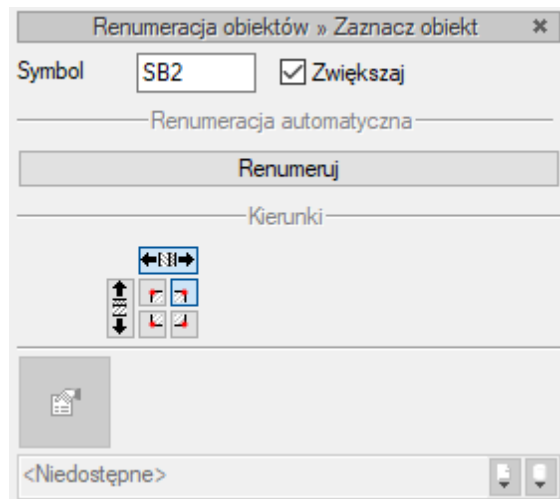 Renumeracja obiektów » Zaznacz obiekt
Symbol SB2 Zwiększaj
Renumeracja automatyczna
Renumeruj
Kierunki
<Niedostępne>